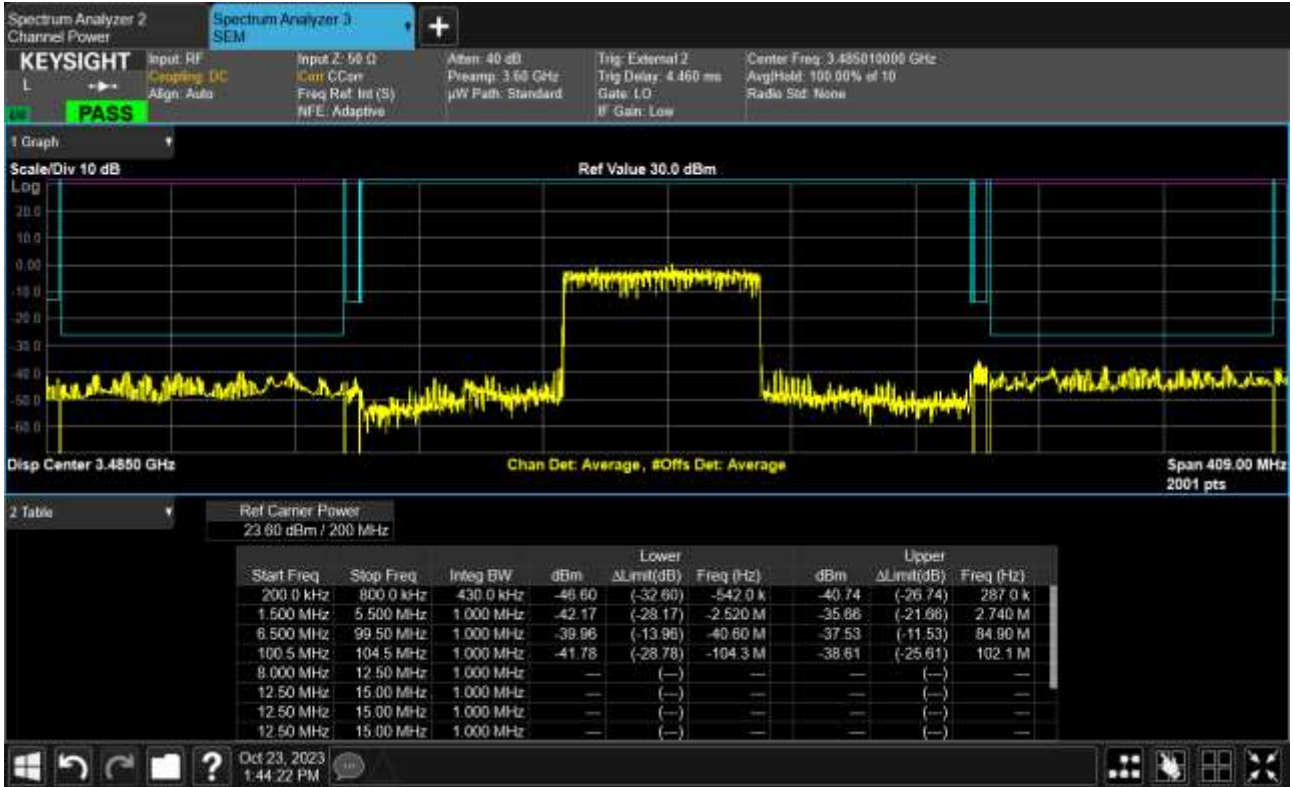 Spectrum Analyzer 2
Channel Power
Spectrum Analyzer 3
SEM
KEYSIGHT
L
PASS
Input: RF
Coupling: DC
Align: Auto
Input Z: 50 Ω
Corr CCorr
Freq Ref: Int (S)
NFE: Adaptive
Atten: 40 dB
Preamp: 3.60 GHz
µW Path: Standard
Trig: External 2
Trig Delay: 4.460 ms
Gate: LO
IF Gain: Low
Center Freq: 3.485010000 GHz
Avg|Hold: 100.00% of 10
Radio Std: None
1 Graph
Scale/Div 10 dB
Ref Value 30.0 dBm
Log
20.0
10.0
0.00
-10.0
-20.0
-30.0
-40.0
-50.0
-60.0
Disp Center 3.4850 GHz
Chan Det: Average, #Offs Det: Average
Span 409.00 MHz
2001 pts
2 Table
Ref Carrier Power
23.60 dBm / 200 MHz
Lower Upper
Start Freq Stop Freq Integ BW dBm ΔLimit(dB) Freq (Hz) dBm ΔLimit(dB) Freq (Hz)
200.0 kHz 800.0 kHz 430.0 kHz -46.60 (-32.60) -542.0 k -40.74 (-26.74) 287.0 k
1.500 MHz 5.500 MHz 1.000 MHz -42.17 (-28.17) -2.520 M -35.66 (-21.66) 2.740 M
6.500 MHz 99.50 MHz 1.000 MHz -39.96 (-13.96) -40.60 M -37.53 (-11.53) 84.90 M
100.5 MHz 104.5 MHz 1.000 MHz -41.78 (-28.78) -104.3 M -38.61 (-25.61) 102.1 M
8.000 MHz 12.50 MHz 1.000 MHz --- (---) --- --- (---) ---
12.50 MHz 15.00 MHz 1.000 MHz --- (---) --- --- (---) ---
12.50 MHz 15.00 MHz 1.000 MHz --- (---) --- --- (---) ---
12.50 MHz 15.00 MHz 1.000 MHz --- (---) --- --- (---) ---
?
Oct 23, 2023
1:44:22 PM